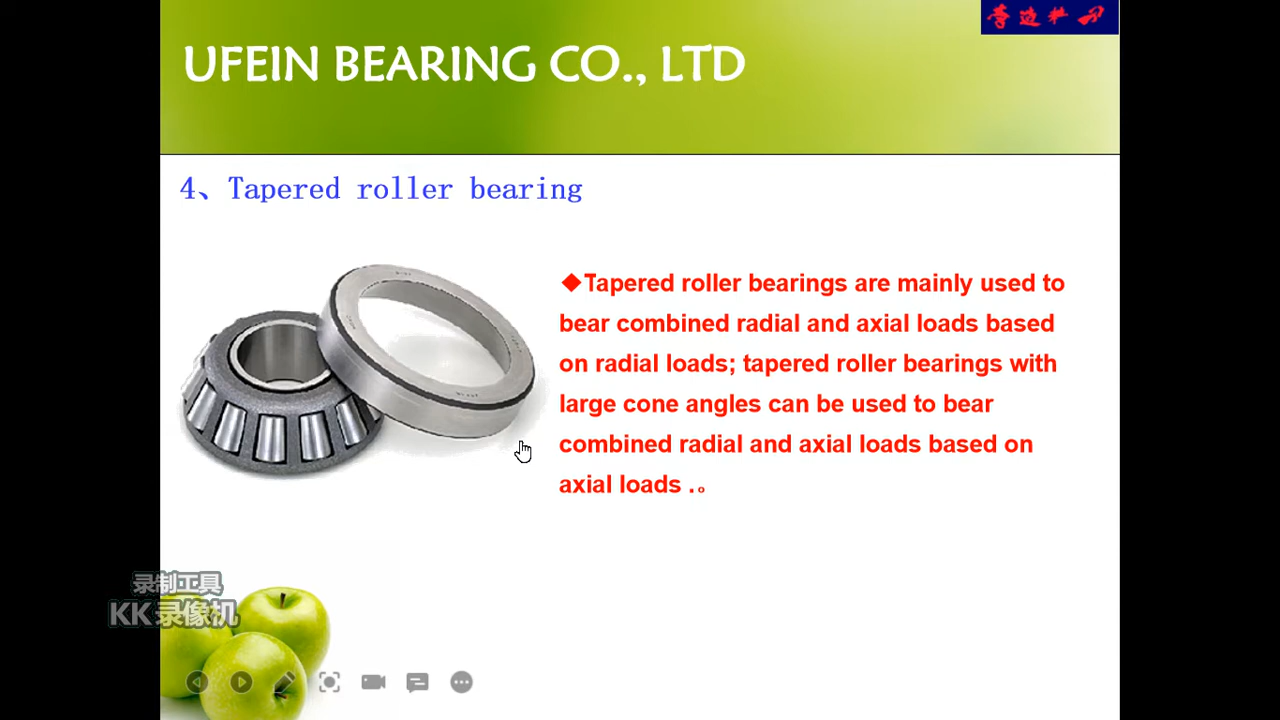 UFEIN BEARING CO., LTD
4、Tapered roller bearing
◆Tapered roller bearings are mainly used to
bear combined radial and axial loads based
on radial loads; tapered roller bearings with
large cone angles can be used to bear
combined radial and axial loads based on
axial loads .。
录制工具
KK录像机